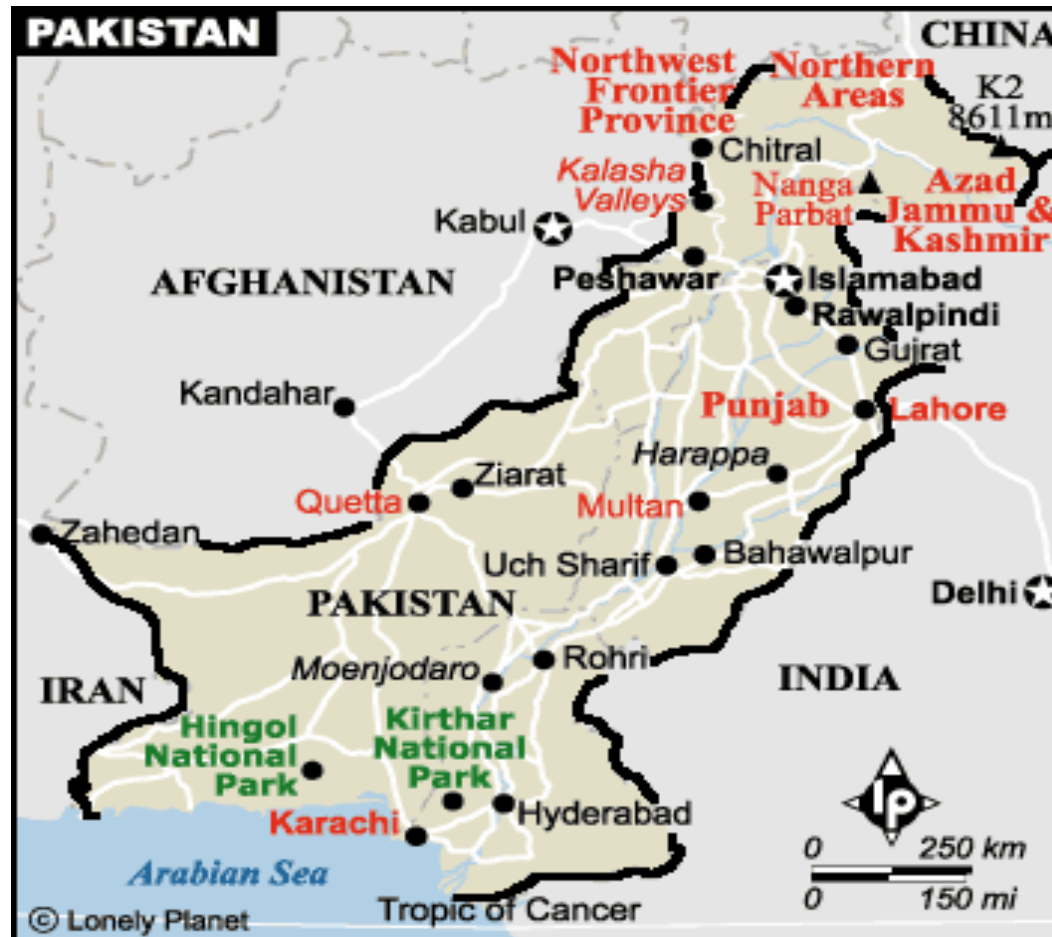 PAKISTAN
CHINA
Northwest
Frontier
Province
Northern
Areas
K2
8611m
Chitral
Kalasha
Valleys
Nanga
Parbat
Azad
Jammu &
Kashmir
Kabul
AFGHANISTAN
Peshawar
Islamabad
Rawalpindi
Gujrat
Kandahar
Punjab
Lahore
Harappa
Ziarat
Quetta
Multan
Zahedan
Uch Sharif
Bahawalpur
PAKISTAN
Delhi
Moenjodaro
Rohri
IRAN
INDIA
Hingol
National
Park
Kirthar
National
Park
Hyderabad
Karachi
lp
0 250 km
0 150 mi
Arabian Sea
Tropic of Cancer
© Lonely Planet